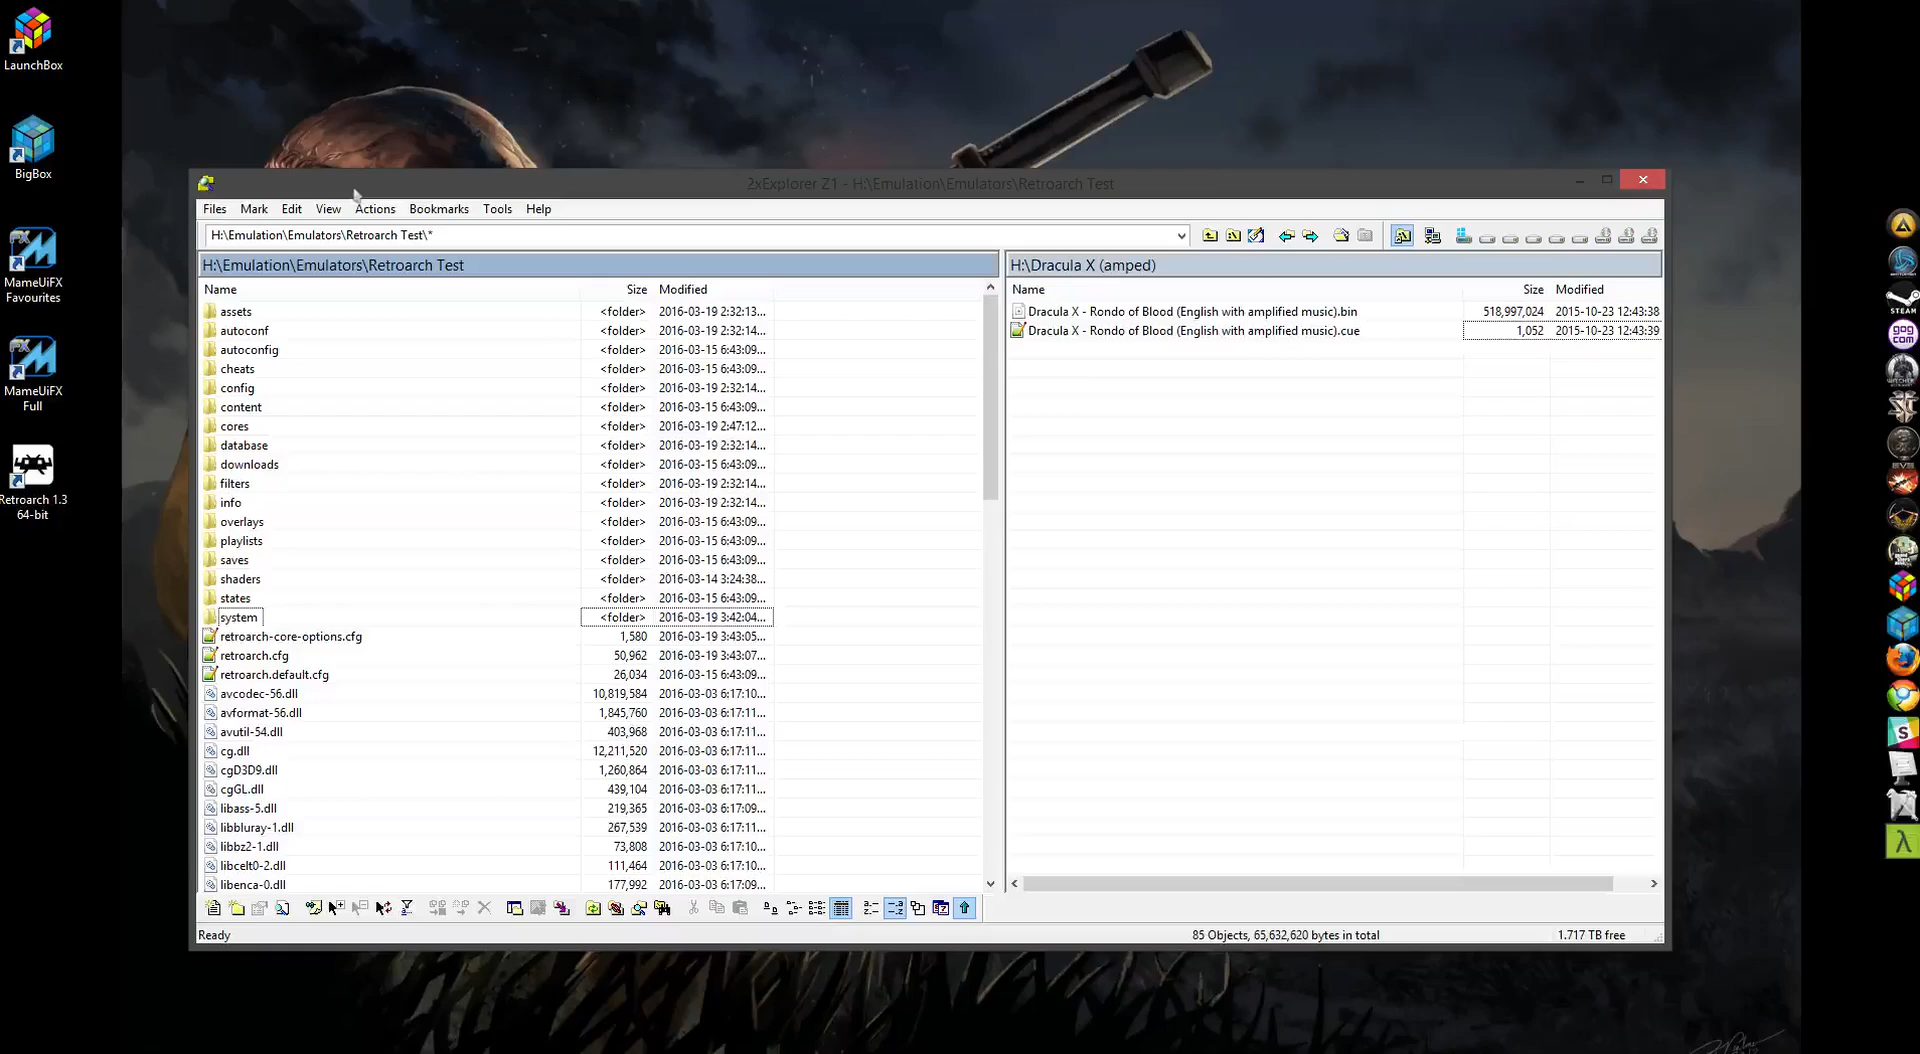 LaunchBox
BigBox
MameUiFX
Favourites
MameUiFX
Full
Retroarch 1.3
64-bit
2xExplorer Z1 - H:\Emulation\Emulators\Retroarch Test
Files Mark Edit View Actions Bookmarks Tools Help
H:\Emulation\Emulators\Retroarch Test\*
H:\Emulation\Emulators\Retroarch Test
Name Size Modified
assets <folder> 2016-03-19 2:32:13...
autoconf <folder> 2016-03-19 2:32:14...
autoconfig <folder> 2016-03-15 6:43:09...
cheats <folder> 2016-03-15 6:43:09...
config <folder> 2016-03-19 2:32:14...
content <folder> 2016-03-15 6:43:09...
cores <folder> 2016-03-19 2:47:12...
database <folder> 2016-03-19 2:32:14...
downloads <folder> 2016-03-15 6:43:09...
filters <folder> 2016-03-19 2:32:14...
info <folder> 2016-03-19 2:32:14...
overlays <folder> 2016-03-15 6:43:09...
playlists <folder> 2016-03-15 6:43:09...
saves <folder> 2016-03-15 6:43:09...
shaders <folder> 2016-03-14 3:24:38...
states <folder> 2016-03-15 6:43:09...
system <folder> 2016-03-19 3:42:04...
retroarch-core-options.cfg 1,580 2016-03-19 3:43:05...
retroarch.cfg 50,962 2016-03-19 3:43:07...
retroarch.default.cfg 26,034 2016-03-15 6:43:09...
avcodec-56.dll 10,819,584 2016-03-03 6:17:10...
avformat-56.dll 1,845,760 2016-03-03 6:17:11...
avutil-54.dll 403,968 2016-03-03 6:17:11...
cg.dll 12,211,520 2016-03-03 6:17:11...
cgD3D9.dll 1,260,864 2016-03-03 6:17:11...
cgGL.dll 439,104 2016-03-03 6:17:11...
libass-5.dll 219,365 2016-03-03 6:17:09...
libbluray-1.dll 267,539 2016-03-03 6:17:11...
libbz2-1.dll 73,808 2016-03-03 6:17:10...
libcelt0-2.dll 111,464 2016-03-03 6:17:10...
libenca-0.dll 177,992 2016-03-03 6:17:09...
H:\Dracula X (amped)
Name Size Modified
Dracula X - Rondo of Blood (English with amplified music).bin 518,997,024 2015-10-23 12:43:38
Dracula X - Rondo of Blood (English with amplified music).cue 1,052 2015-10-23 12:43:39
Ready 85 Objects, 65,632,620 bytes in total 1.717 TB free
STEAM
gog
com
EVE
S
λ